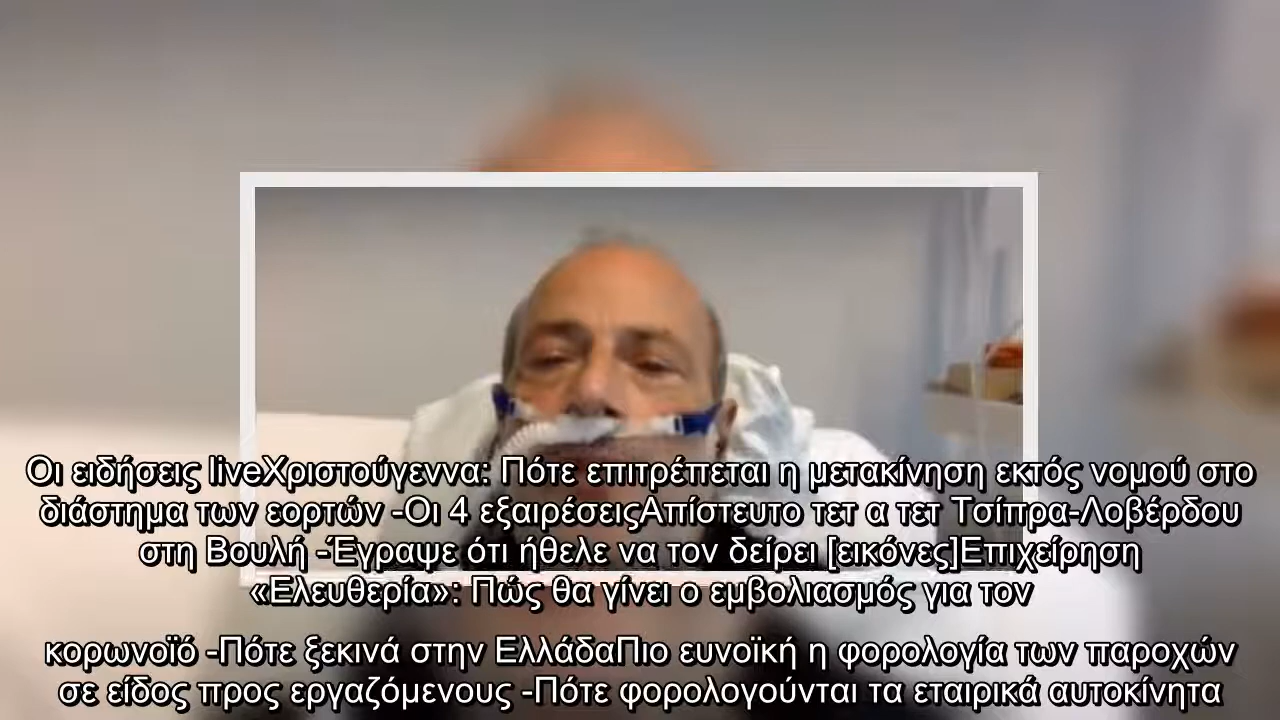 Οι ειδήσεις liveΧριστούγεννα: Πότε επιτρέπεται η μετακίνηση εκτός νομού στο
διάστημα των εορτών -Οι 4 εξαιρέσειςΑπίστευτο τετ α τετ Τσίπρα-Λοβέρδου
στη Βουλή -Έγραψε ότι ήθελε να τον δείρει [εικόνες]Επιχείρηση
«Ελευθερία»: Πώς θα γίνει ο εμβολιασμός για τον
κορωνοϊό -Πότε ξεκινά στην ΕλλάδαΠιο ευνοϊκή η φορολογία των παροχών
σε είδος προς εργαζόμενους -Πότε φορολογούνται τα εταιρικά αυτοκίνητα